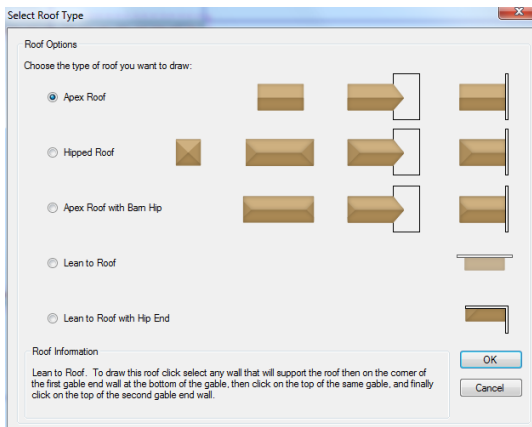 Select Roof Type
Roof Options
Choose the type of roof you want to draw:
Apex Roof
Hipped Roof
Apex Roof with Barn Hip
Lean to Roof
Lean to Roof with Hip End
Roof Information
Lean to Roof.  To draw this roof click select any wall that will support the roof then on the corner of
the first gable end wall at the bottom of the gable, then click on the top of the same gable, and finally
click on the top of the second gable end wall.
OK
Cancel